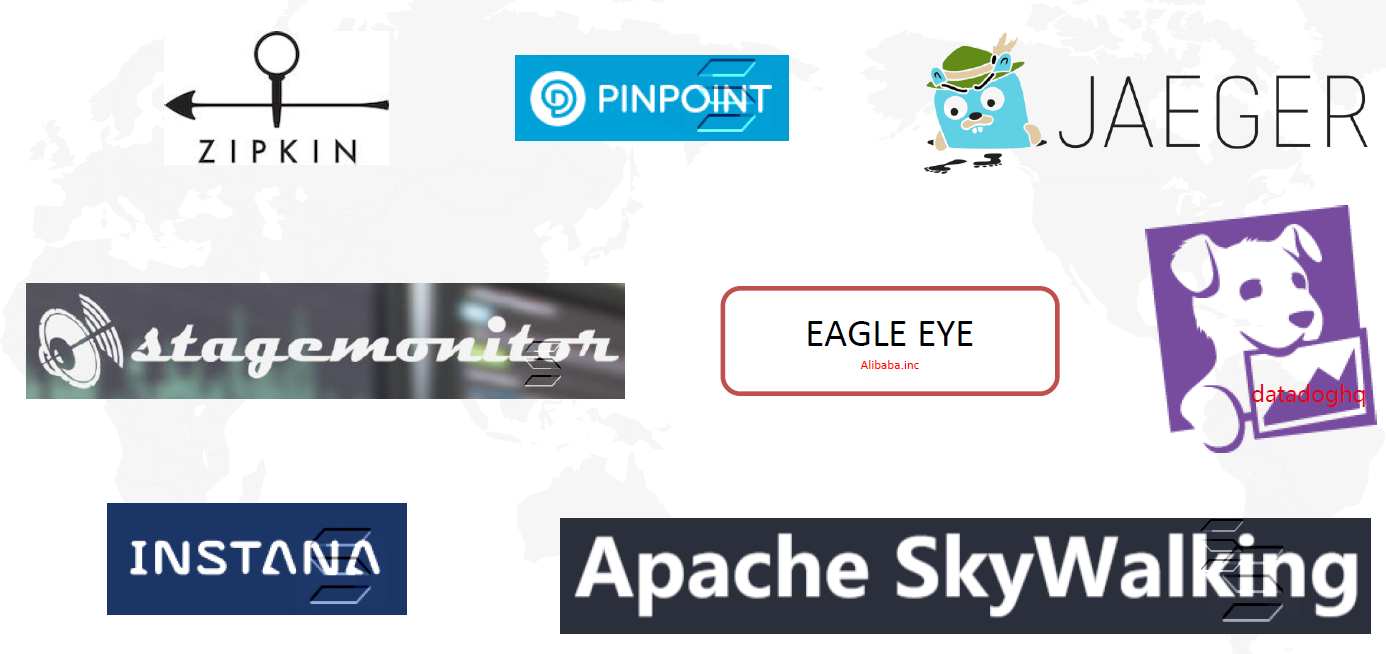 ZIPKIN
PINPOINT
JAEGER
stagemonitor
EAGLE EYE
Alibaba.inc
datadoghq
INSTANA
Apache SkyWalking